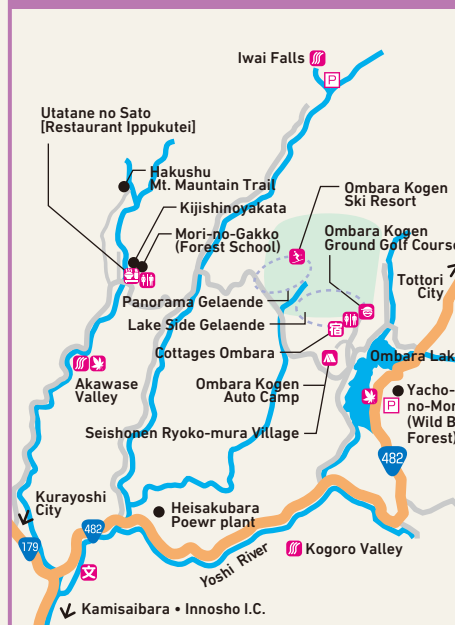 Iwai Falls
P
Utatane no Sato
[Restaurant Ippukutei]
Hakushu
Mt. Mountain Trail
Ombara Kogen
Ski Resort
Kijishinoyakata
Mori-no-Gakko
(Forest School)
Ombara Kogen
Ground Golf Course
Tottori
City
Panorama Gelaende
Lake Side Gelaende
Cottages Ombara
Ombara Lak
Akawase
Valley
Ombara Kogen
Auto Camp
Yacho-
no-Mor
(Wild B
Forest)
P
Seishonen Ryoko-mura Village
482
Kurayoshi
City
Heisakubara
Poewr plant
482
179
Yoshi River
Kogoro Valley
文
Kamisaibara • Innosho I.C.